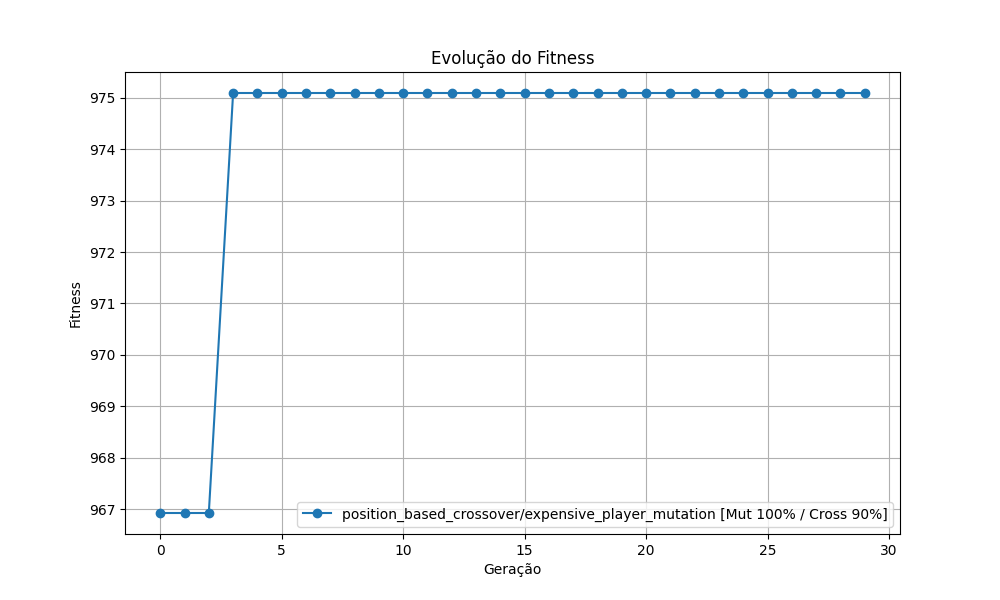 Evolução do Fitness
Fitness
975
974
973
972
971
970
969
968
967
position_based_crossover/expensive_player_mutation [Mut 100% / Cross 90%]
0 5 10 15 20 25 30
Geração